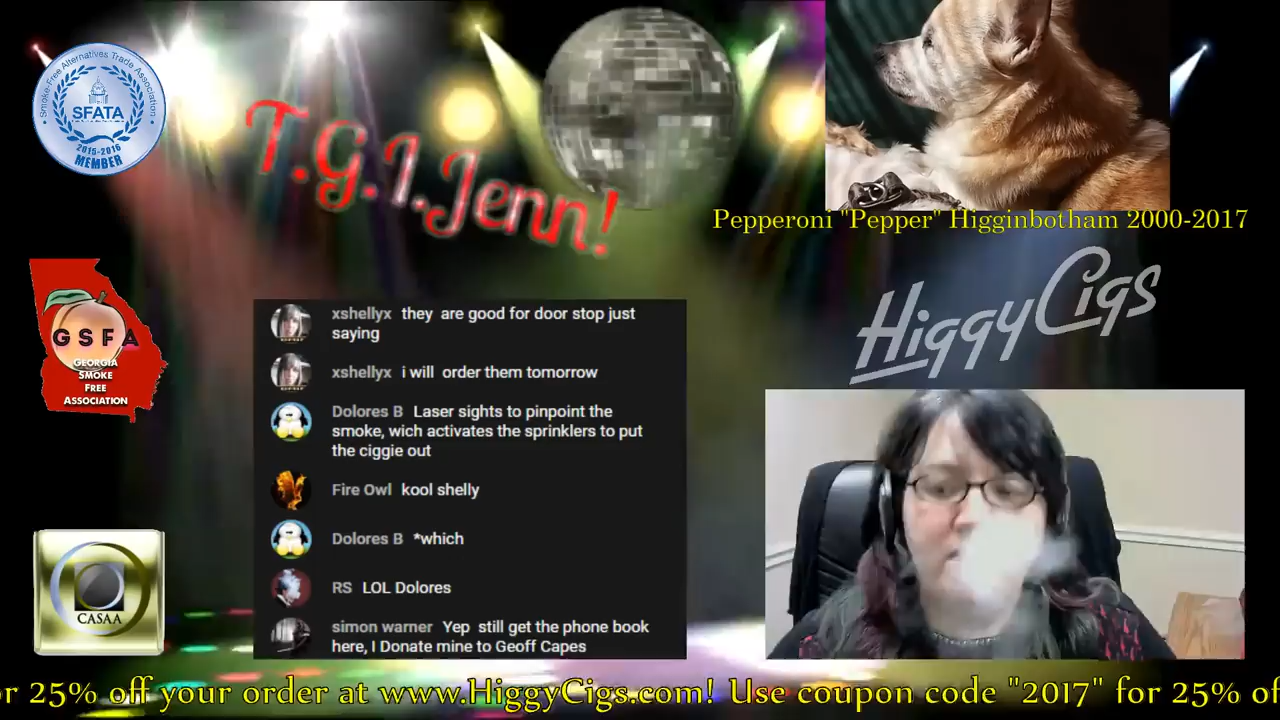 Smoke-Free Alternatives Trade Association
SFATA
2015-2016
MEMBER
T.G.I.Jenn!
Pepperoni "Pepper" Higginbotham 2000-2017
GSFA
GEORGIA
SMOKE
FREE
ASSOCIATION
HiggyCigs
xshellyx they are good for door stop just
saying
xshellyx i will order them tomorrow
Dolores B Laser sights to pinpoint the
smoke, wich activates the sprinklers to put
the ciggie out
Fire Owl kool shelly
Dolores B *which
RS LOL Dolores
simon warner Yep still get the phone book
here, I Donate mine to Geoff Capes
CASAA
or 25% off your order at www.HiggyCigs.com! Use coupon code "2017" for 25% of